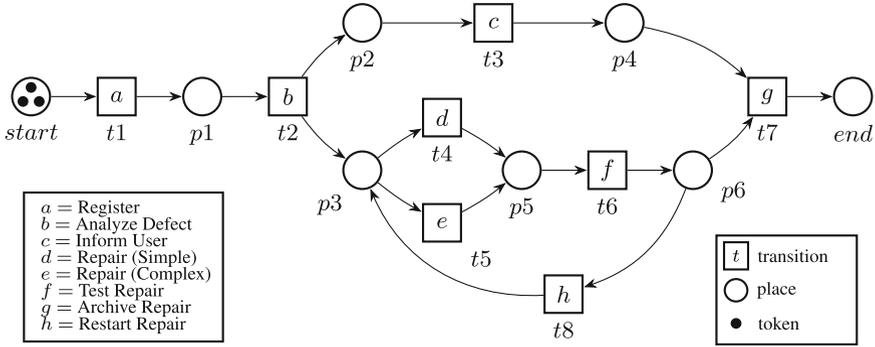 p2
c
t3
p4
start
a
t1
p1
b
t2
g
t7
end
d
t4
p3
e
t5
p5
f
t6
p6
h
t8
a = Register
b = Analyze Defect
c = Inform User
d = Repair (Simple)
e = Repair (Complex)
f = Test Repair
g = Archive Repair
h = Restart Repair
t transition
place
token